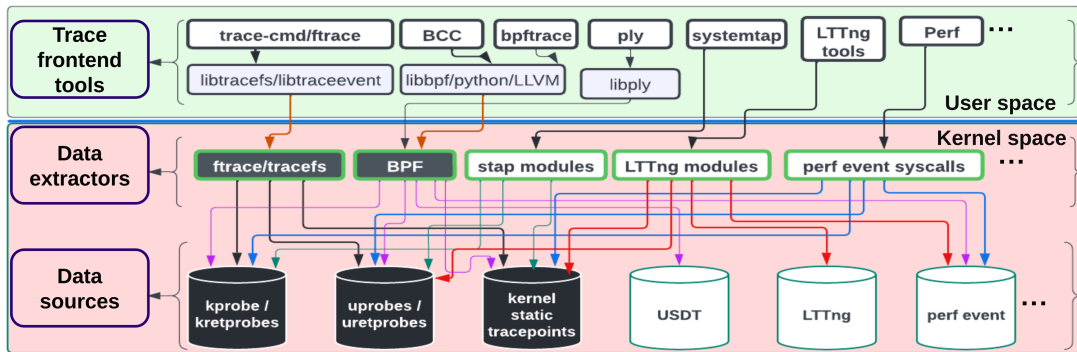 Trace
frontend
tools
trace-cmd/ftrace
BCC
bpftrace
ply
systemtap
LTTng
tools
Perf
...
libtracefs/libtraceevent
libbpf/python/LLVM
libply
User space
Kernel space
Data
extractors
ftrace/tracefs
BPF
stap modules
LTTng modules
perf event syscalls
...
Data
sources
kprobe /
kretprobes
uprobes /
uretprobes
kernel
static
tracepoints
USDT
LTTng
perf event
...